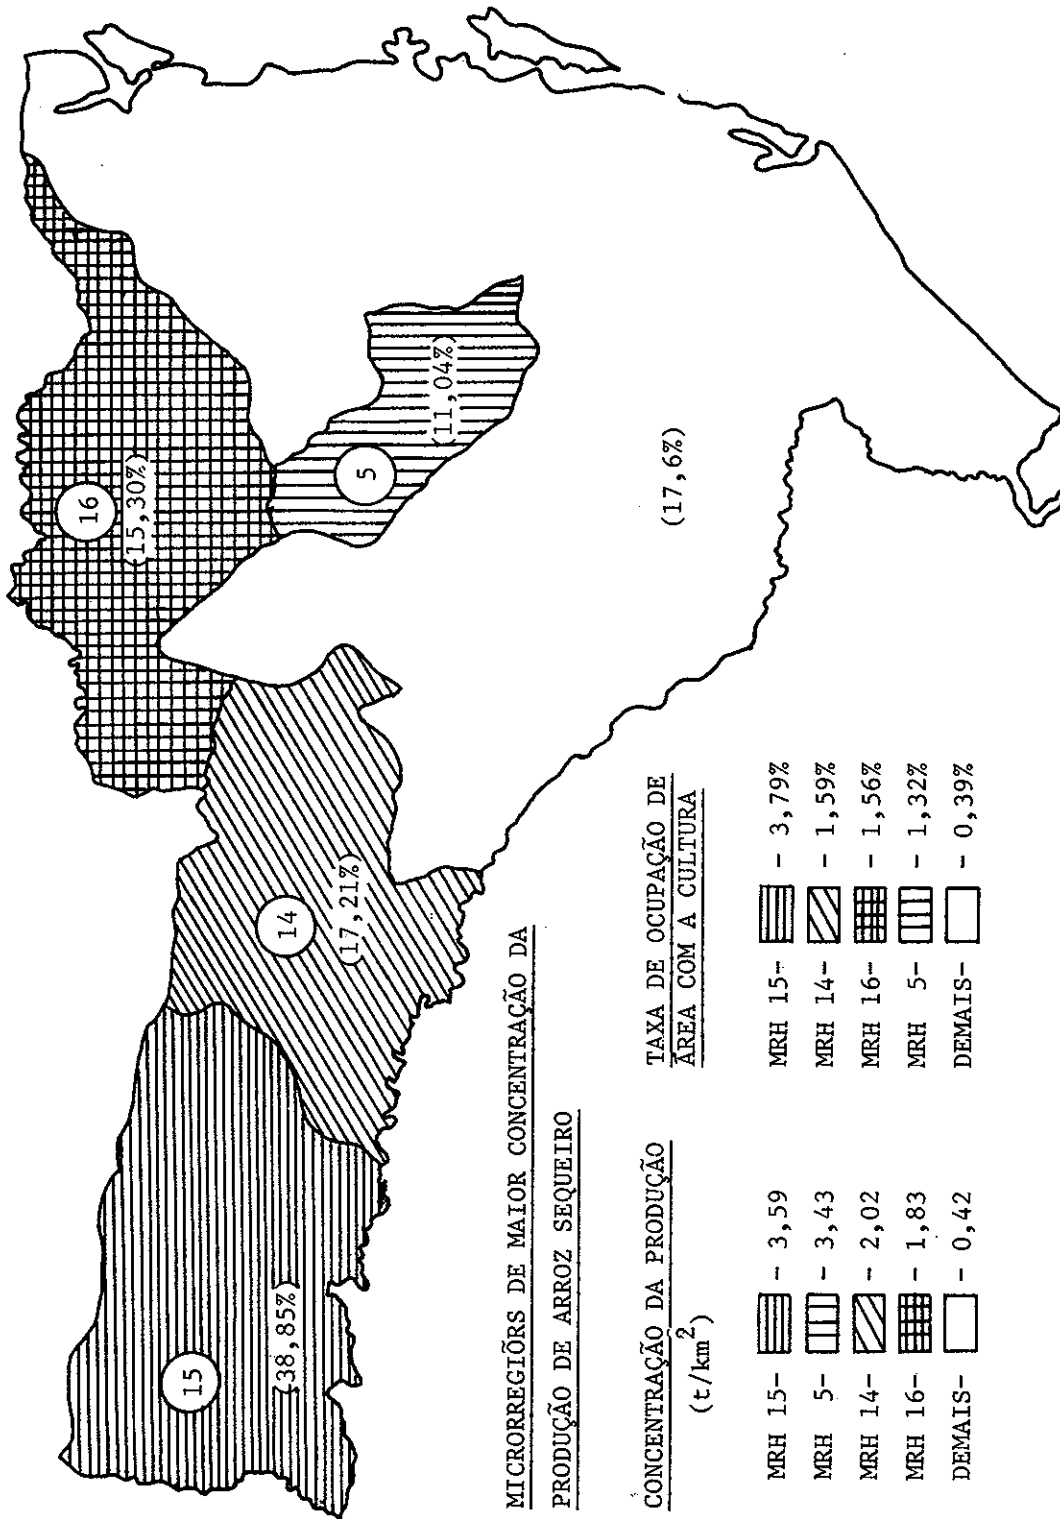 16
(15,30%)
5
(11,04%)
14
(17,21%)
15
(38,85%)
(17,6%)
MICRORREGIÕRS DE MAIOR CONCENTRAÇÃO DA
PRODUÇÃO DE ARROZ SEQUEIRO
CONCENTRAÇÃO DA PRODUÇÃO
(t/km²)
MRH 15- - 3,59
MRH 5- - 3,43
MRH 14- - 2,02
MRH 16- - 1,83
DEMAIS- - 0,42
TAXA DE OCUPAÇÃO DE
ÁREA COM A CULTURA
MRH 15- - 3,79%
MRH 14- - 1,59%
MRH 16- - 1,56%
MRH 5- - 1,32%
DEMAIS- - 0,39%